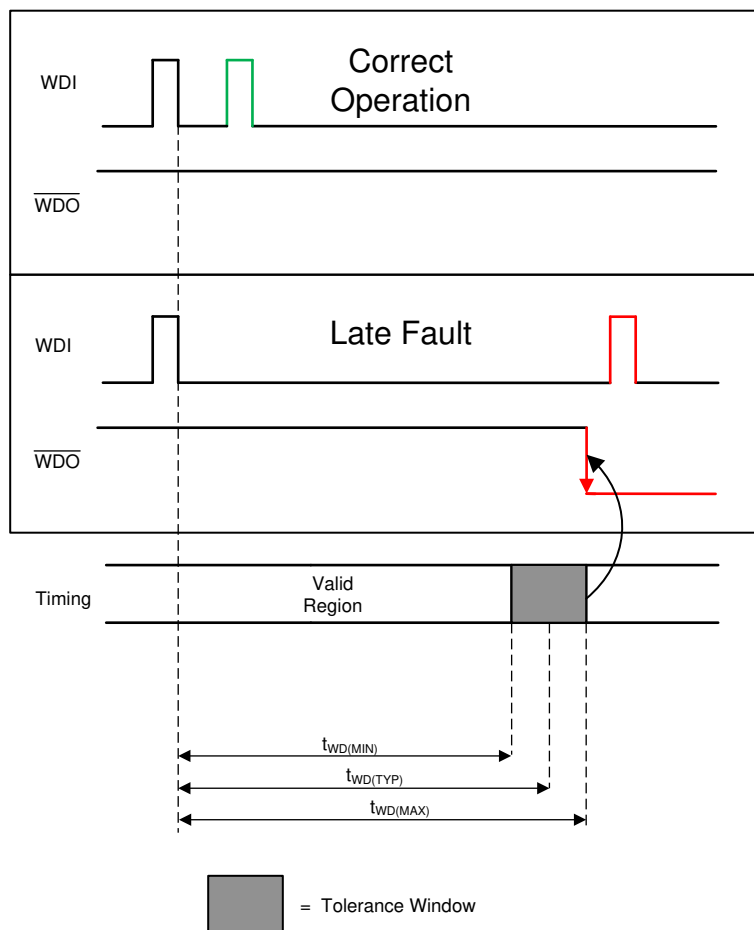 WDI
Correct
Operation
WDO
WDI
Late Fault
WDO
Timing
Valid
Region
tWD(MIN)
tWD(TYP)
tWD(MAX)
= Tolerance Window